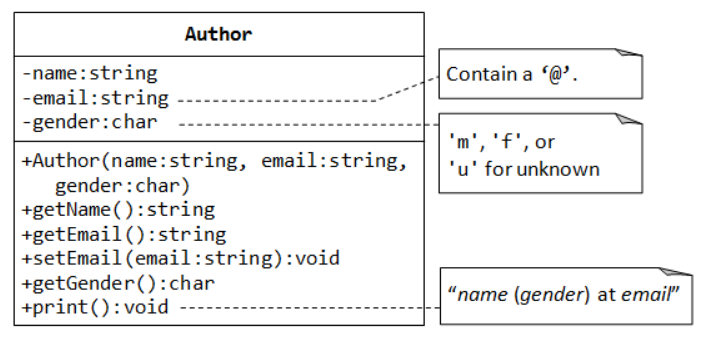 Author
-name:string
-email:string
-gender:char
Contain a ‘@’.
'm', 'f', or
'u' for unknown
+Author(name:string, email:string,
gender:char)
+getName():string
+getEmail():string
+setEmail(email:string):void
+getGender():char
+print():void
“name (gender) at email”